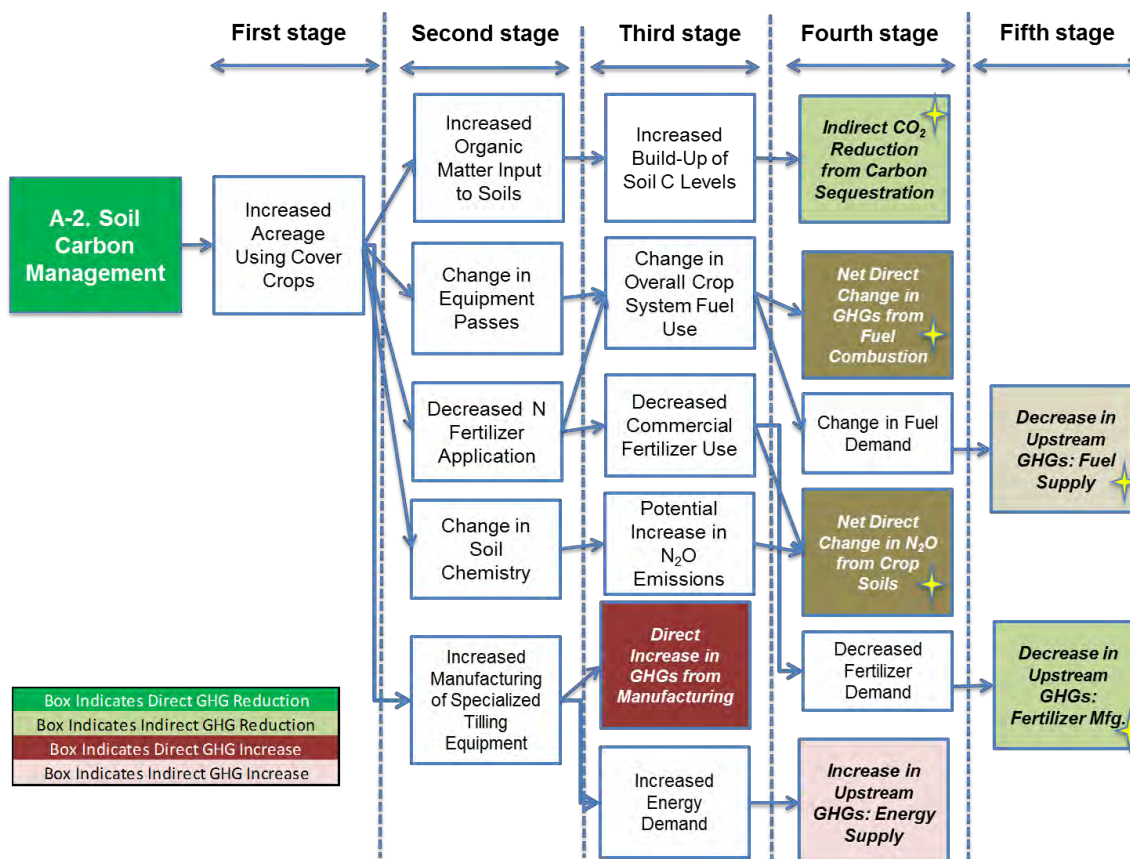 First stage
Second stage
Third stage
Fourth stage
Fifth stage
A-2. Soil
Carbon
Management
Increased
Acreage
Using Cover
Crops
Increased
Organic
Matter Input
to Soils
Increased
Build-Up of
Soil C Levels
Indirect CO₂
Reduction
from Carbon
Sequestration
Change in
Equipment
Passes
Change in
Overall Crop
System Fuel
Use
Net Direct
Change in
GHGs from
Fuel
Combustion
Decreased N
Fertilizer
Application
Decreased
Commercial
Fertilizer Use
Change in Fuel
Demand
Decrease in
Upstream
GHGs: Fuel
Supply
Change in
Soil
Chemistry
Potential
Increase in
N₂O
Emissions
Net Direct
Change in N₂O
from Crop
Soils
Increased
Manufacturing
of Specialized
Tilling
Equipment
Direct
Increase in
GHGs from
Manufacturing
Decreased
Fertilizer
Demand
Decrease in
Upstream
GHGs:
Fertilizer Mfg.
Increased
Energy
Demand
Increase in
Upstream
GHGs: Energy
Supply
Box Indicates Direct GHG Reduction
Box Indicates Indirect GHG Reduction
Box Indicates Direct GHG Increase
Box Indicates Indirect GHG Increase